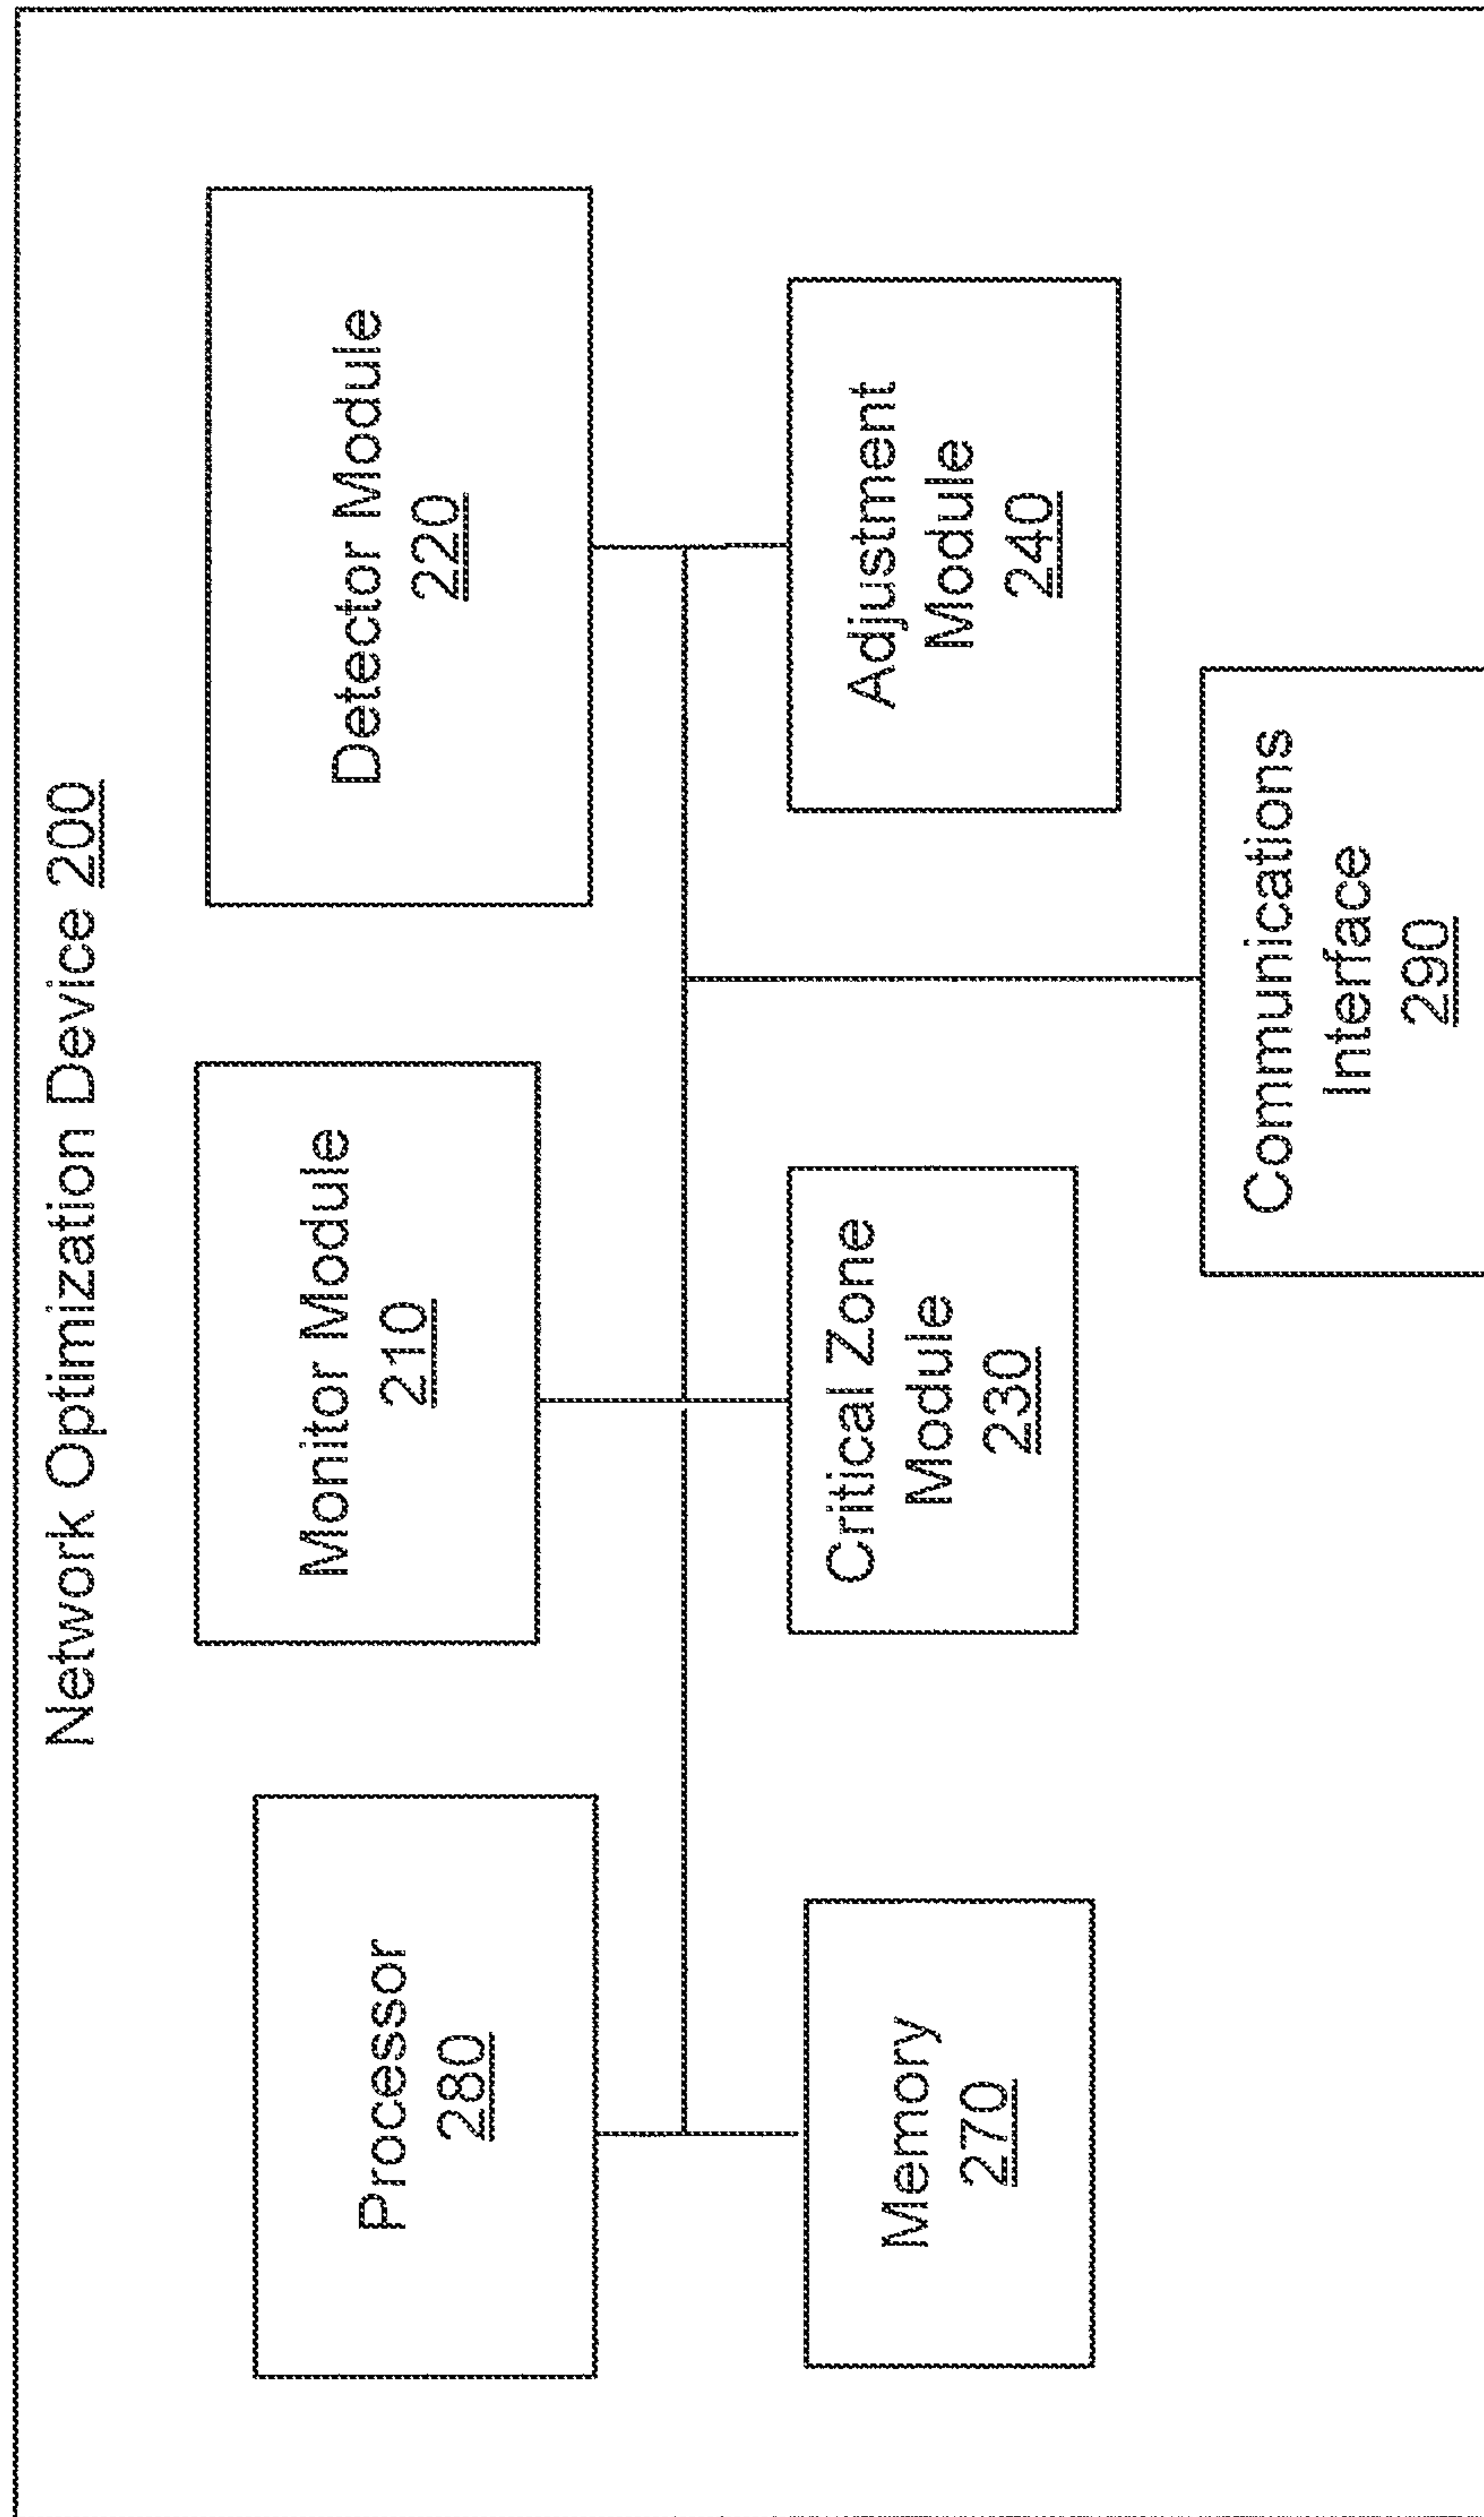 Network Optimization Device 200
Processor
280
Monitor Module
210
Detector Module
220
Memory
270
Critical Zone
Module
230
Adjustment
Module
240
Communications
Interface
290